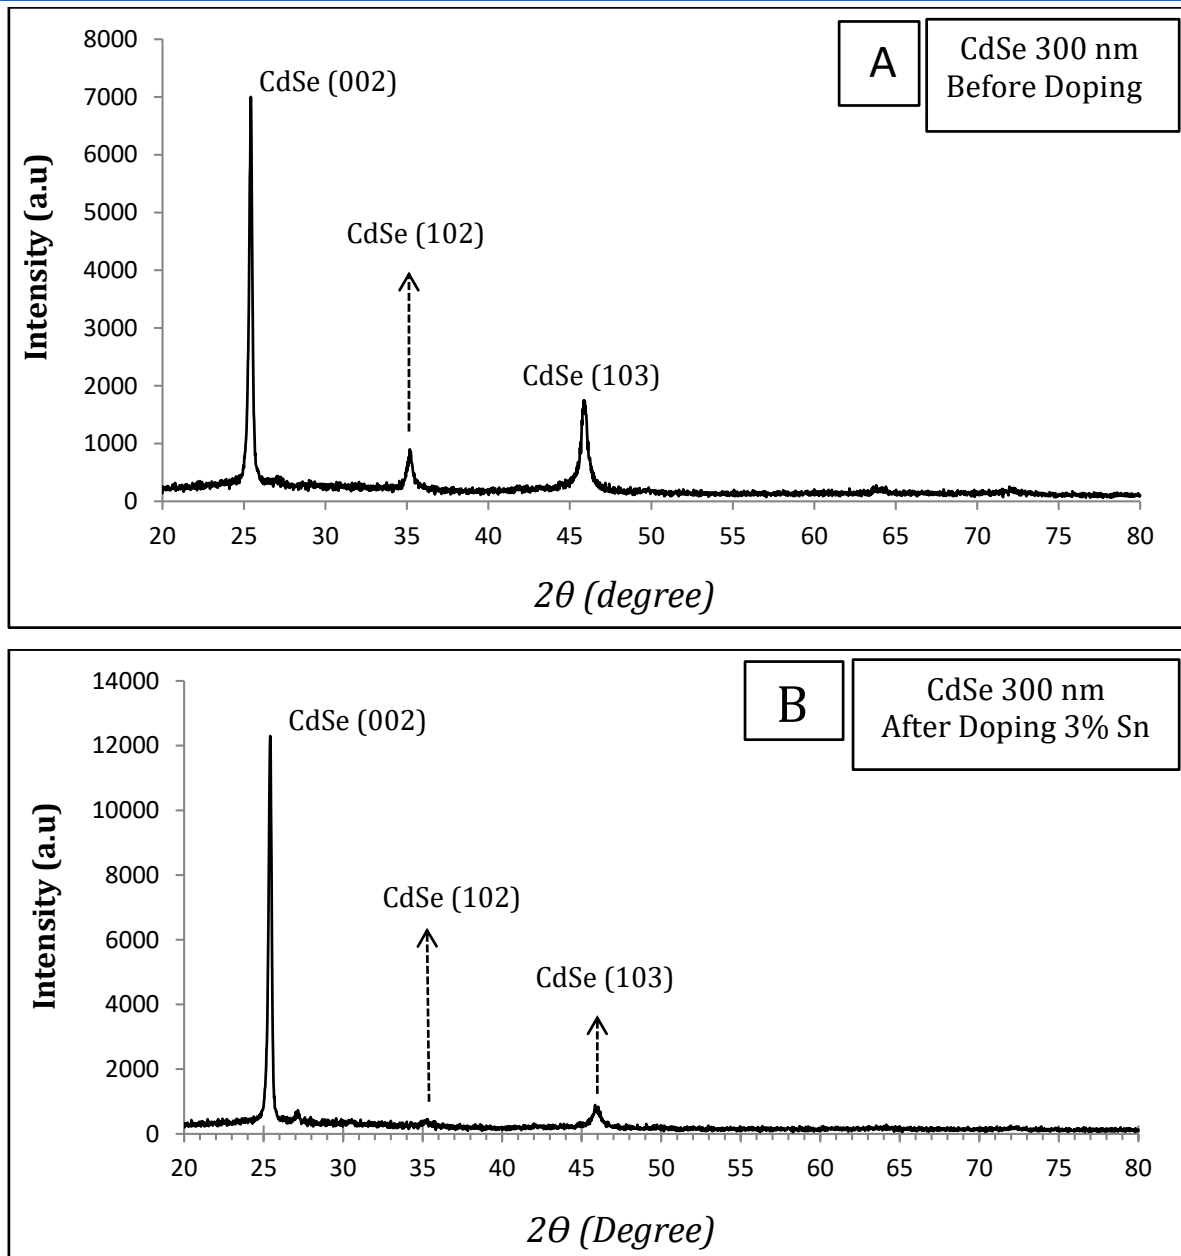 A
CdSe 300 nm
Before Doping
CdSe (002)
CdSe (102)
CdSe (103)
Intensity (a.u)
8000
7000
6000
5000
4000
3000
2000
1000
0
20 25 30 35 40 45 50 55 60 65 70 75 80
2θ (degree)
B
CdSe 300 nm
After Doping 3% Sn
CdSe (002)
CdSe (102)
CdSe (103)
Intensity (a.u)
14000
12000
10000
8000
6000
4000
2000
0
20 25 30 35 40 45 50 55 60 65 70 75 80
2θ (Degree)